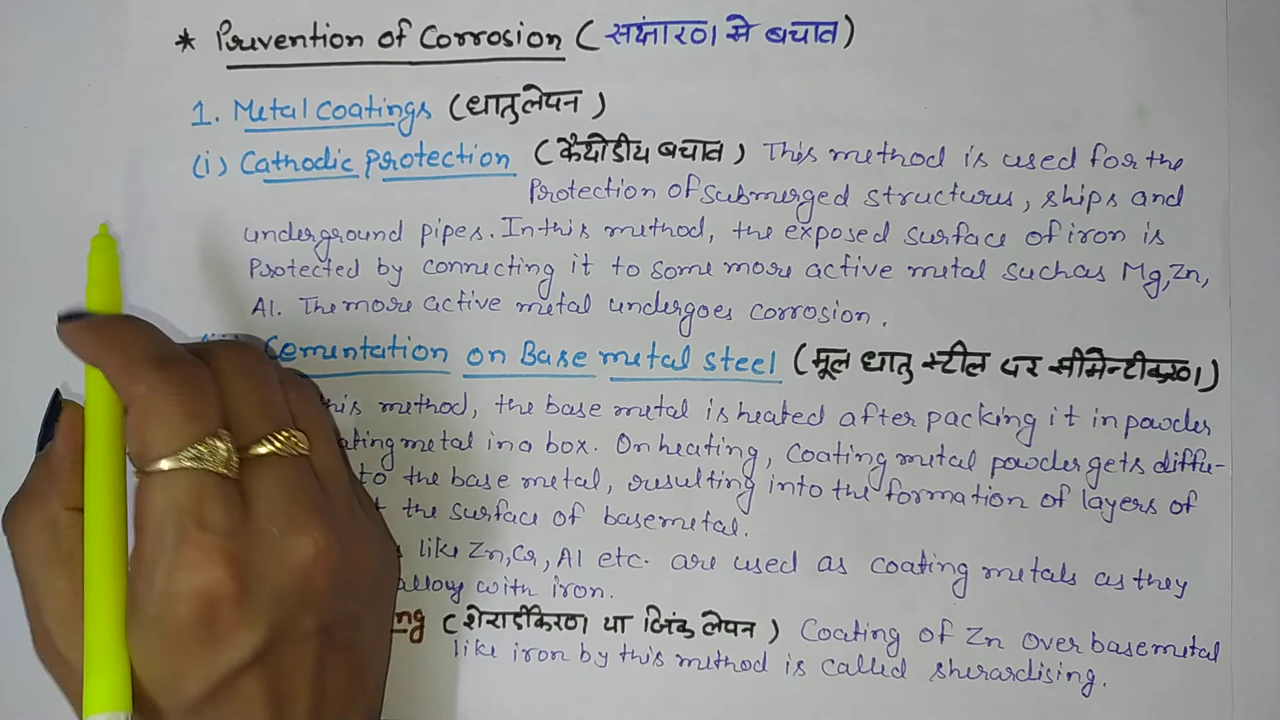 * Prevention of Corrosion (संक्षारण से बचाव)
1. Metal Coatings (धातुलेपन)
(i) Cathodic protection (कैथोडीय बचाव) This method is used for the
Protection of submerged structures, ships and
underground pipes. In this method, the exposed surface of iron is
Protected by connecting it to some more active metal such as Mg, Zn,
Al. The more active metal undergoes corrosion.
Cementation on Base metal steel (मूल धातु स्टील पर सीमेन्टीकरण)
this method, the base metal is heated after packing it in powder
ating metal in a box. On heating, coating metal powder gets diffu-
to the base metal, resulting into the formation of layers of
the surface of base metal.
like Zn, Cr, Al etc. are used as coating metals as they
alloy with iron.
ng (शेरार्डीकरण या जिंक लेपन) Coating of Zn over base metal
like iron by this method is called sherardising.